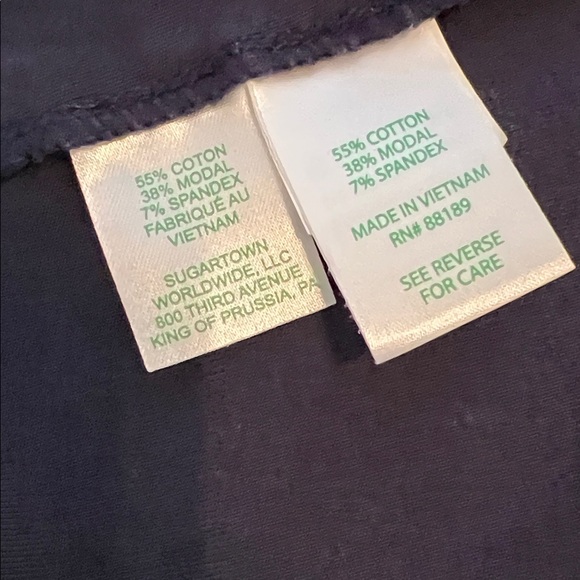 55% COTON
38% MODAL
7% SPANDEX
FABRIQUÉ AU
VIETNAM
SUGARTOWN
WORLDWIDE, LLC
800 THIRD AVENUE
KING OF PRUSSIA, PA
55% COTTON
38% MODAL
7% SPANDEX
MADE IN VIETNAM
RN# 88189
SEE REVERSE
FOR CARE